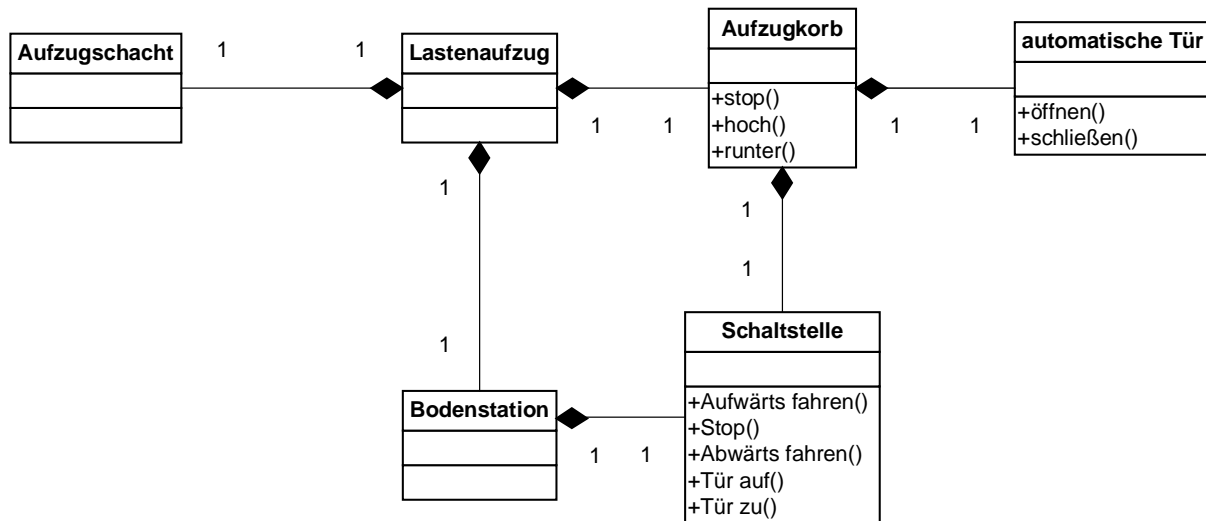 Aufzugschacht
1
1
Lastenaufzug
1
1
Aufzugkorb
+stop()
+hoch()
+runter()
1
1
automatische Tür
+öffnen()
+schließen()
1
1
1
1
Bodenstation
1
1
Schaltstelle
+Aufwärts fahren()
+Stop()
+Abwärts fahren()
+Tür auf()
+Tür zu()